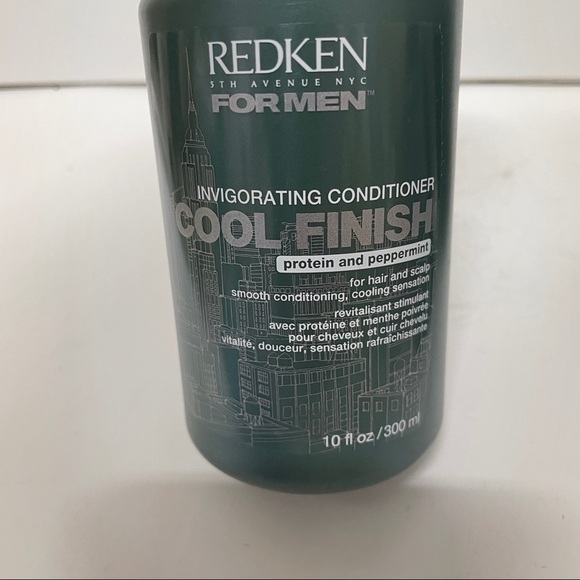 REDKEN
5TH AVENUE NYC
FOR MEN™
INVIGORATING CONDITIONER
COOL FINISH
protein and peppermint
for hair and scalp
smooth conditioning, cooling sensation
revitalisant stimulant
avec protéine et menthe poivrée
pour cheveux et cuir chevelu
vitalité, douceur, sensation rafraîchissante
10 fl oz / 300 ml